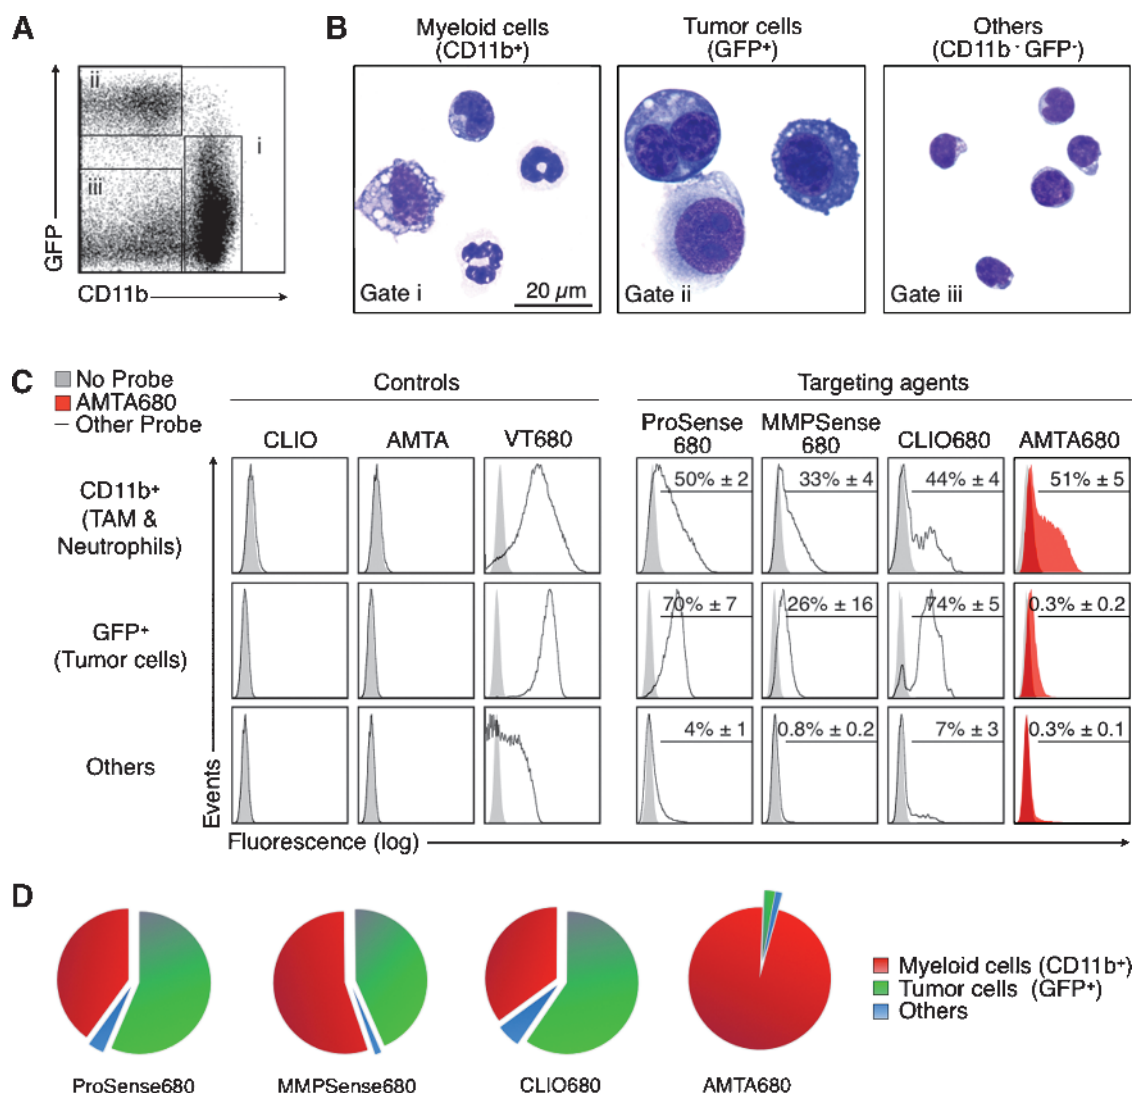 A
ii
i
iii
GFP
CD11b
B
Myeloid cells
(CD11b+)
Tumor cells
(GFP+)
Others
(CD11b - GFP-)
Gate i
20 µm
Gate ii
Gate iii
C
No Probe
AMTA680
Other Probe
Controls
Targeting agents
CLIO
AMTA
VT680
ProSense
680
MMPSense
680
CLIO680
AMTA680
CD11b+
(TAM &
Neutrophils)
50% ± 2
33% ± 4
44% ± 4
51% ± 5
GFP+
(Tumor cells)
70% ± 7
26% ± 16
74% ± 5
0.3% ± 0.2
Others
4% ± 1
0.8% ± 0.2
7% ± 3
0.3% ± 0.1
Events
Fluorescence (log)
D
Myeloid cells (CD11b+)
Tumor cells (GFP+)
Others
ProSense680
MMPSense680
CLIO680
AMTA680